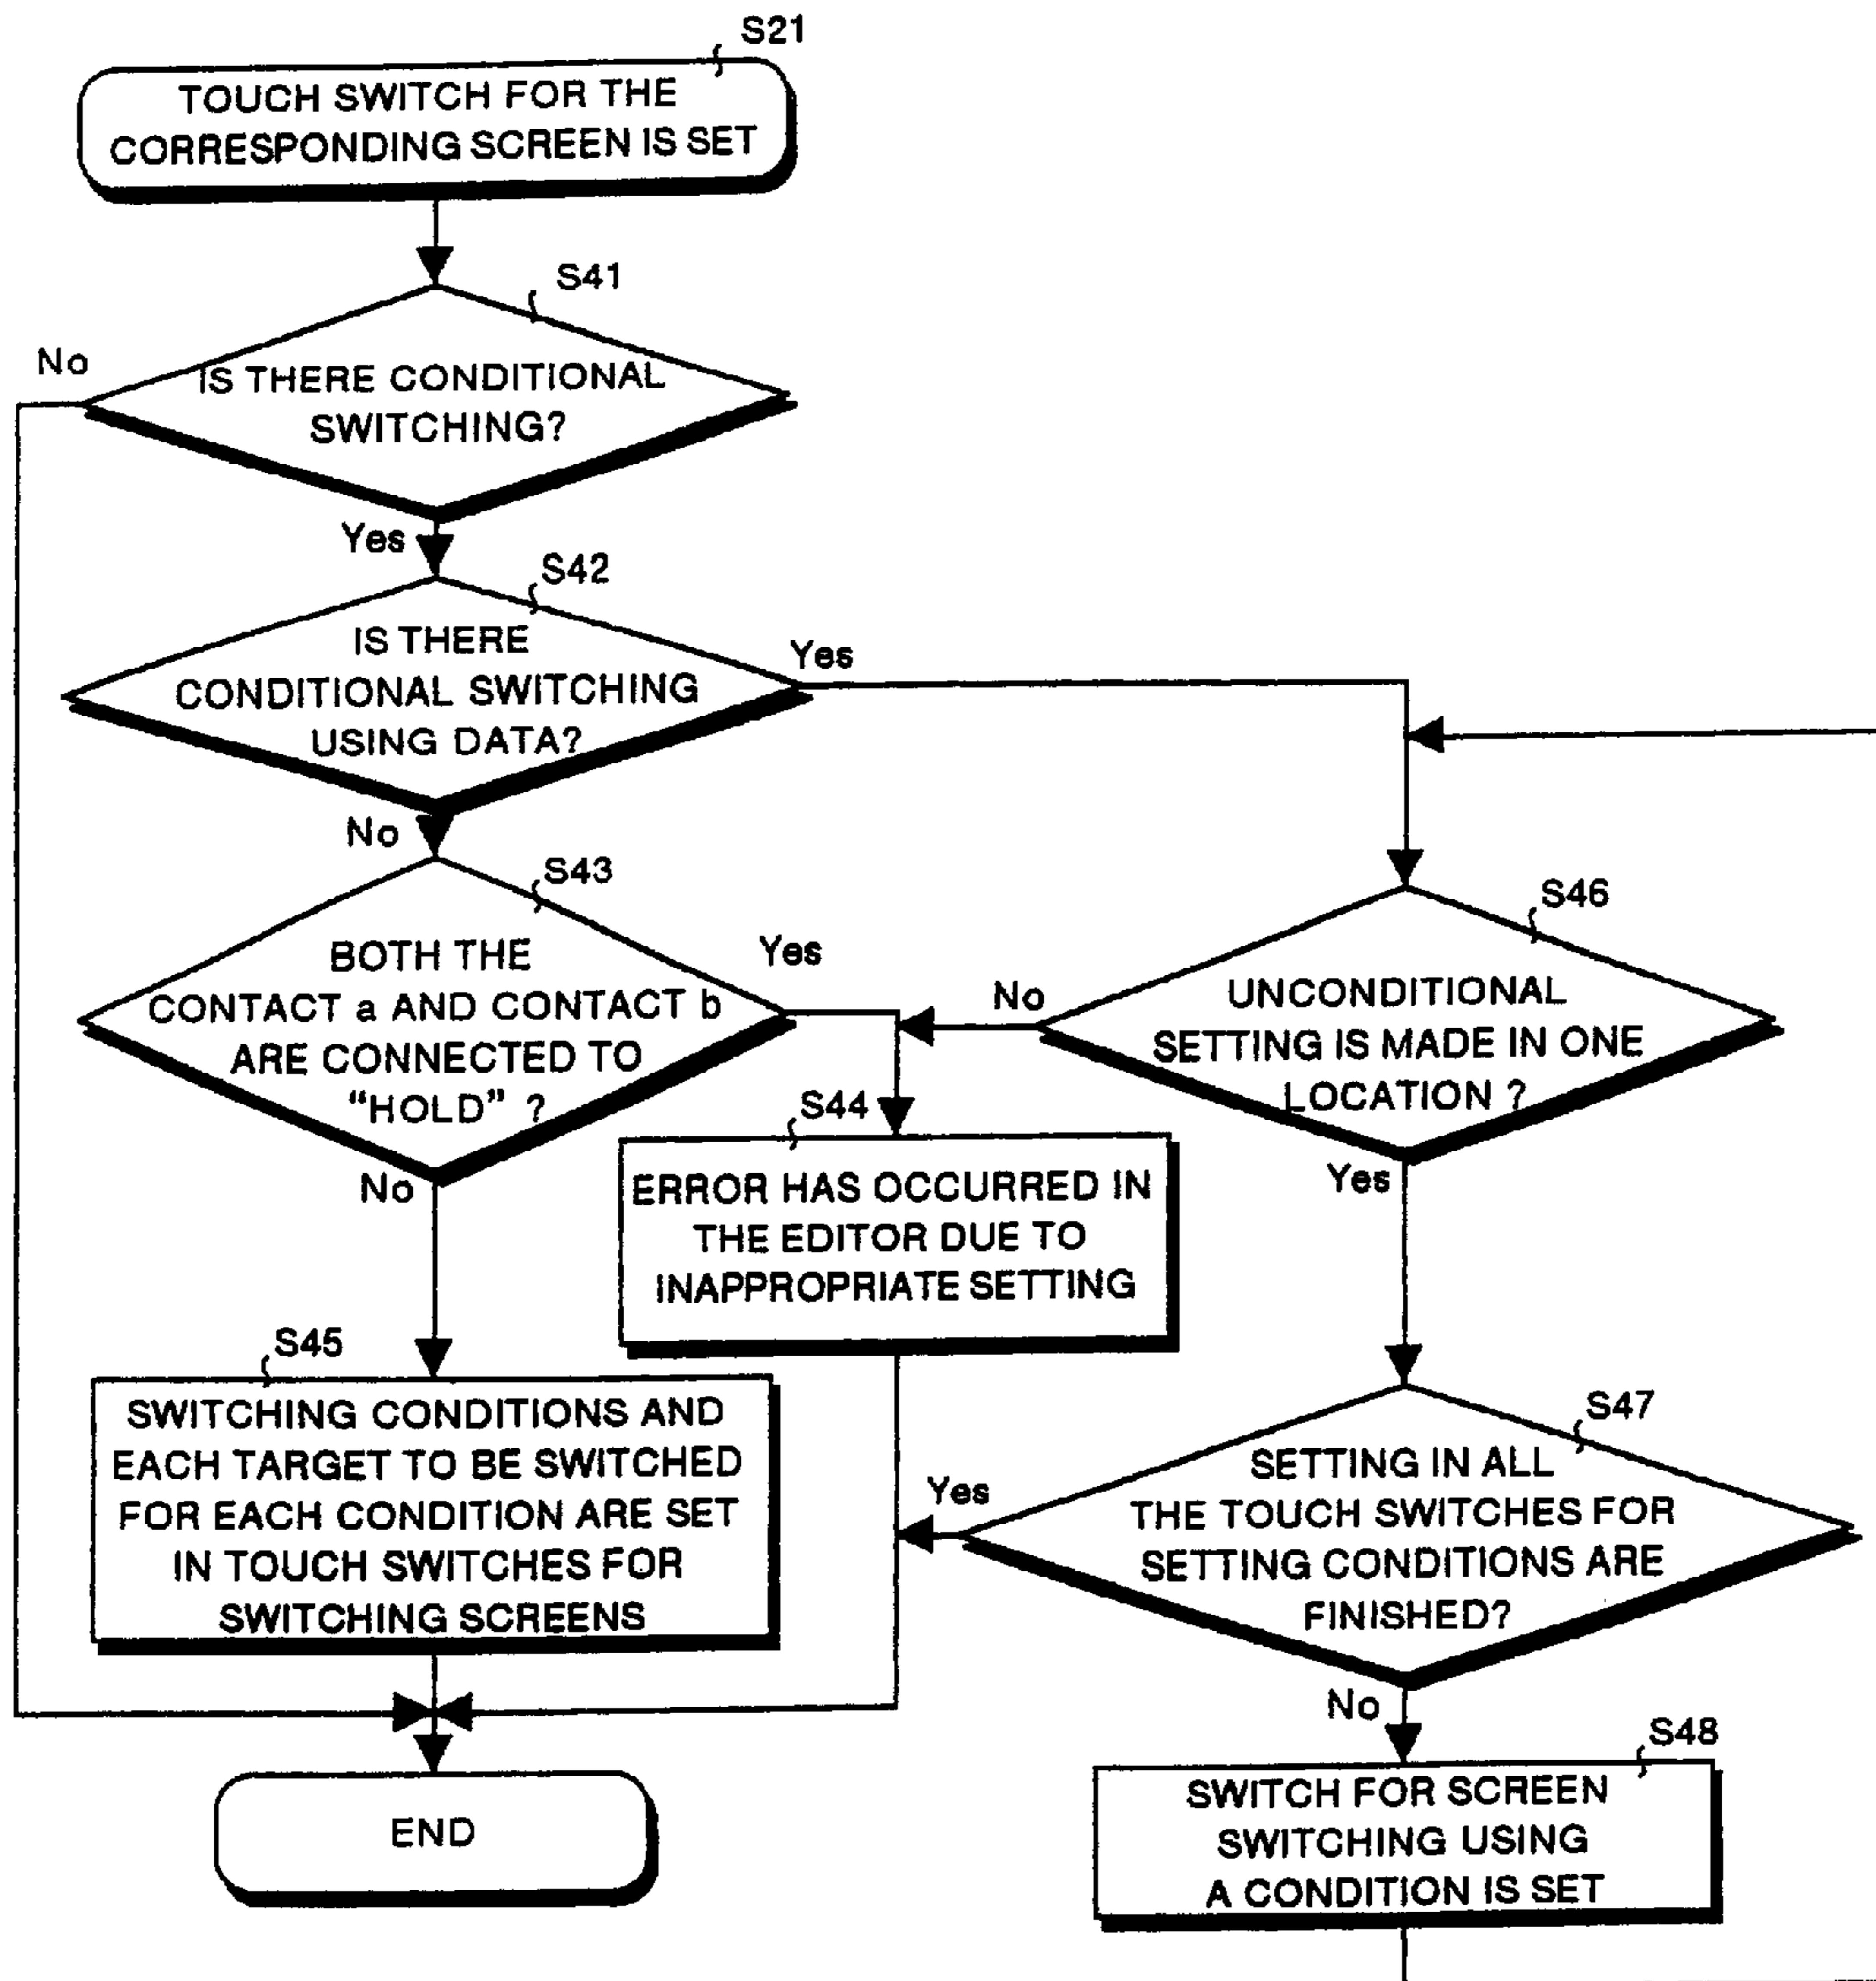 S21
TOUCH SWITCH FOR THE
CORRESPONDING SCREEN IS SET
S41
No
IS THERE CONDITIONAL
SWITCHING?
Yes
S42
IS THERE
CONDITIONAL SWITCHING
USING DATA?
Yes
No
S43
BOTH THE
CONTACT a AND CONTACT b
ARE CONNECTED TO
“HOLD” ?
Yes
No
S46
UNCONDITIONAL
SETTING IS MADE IN ONE
LOCATION ?
No
Yes
S44
ERROR HAS OCCURRED IN
THE EDITOR DUE TO
INAPPROPRIATE SETTING
S45
SWITCHING CONDITIONS AND
EACH TARGET TO BE SWITCHED
FOR EACH CONDITION ARE SET
IN TOUCH SWITCHES FOR
SWITCHING SCREENS
S47
SETTING IN ALL
THE TOUCH SWITCHES FOR
SETTING CONDITIONS ARE
FINISHED?
Yes
No
S48
SWITCH FOR SCREEN
SWITCHING USING
A CONDITION IS SET
END